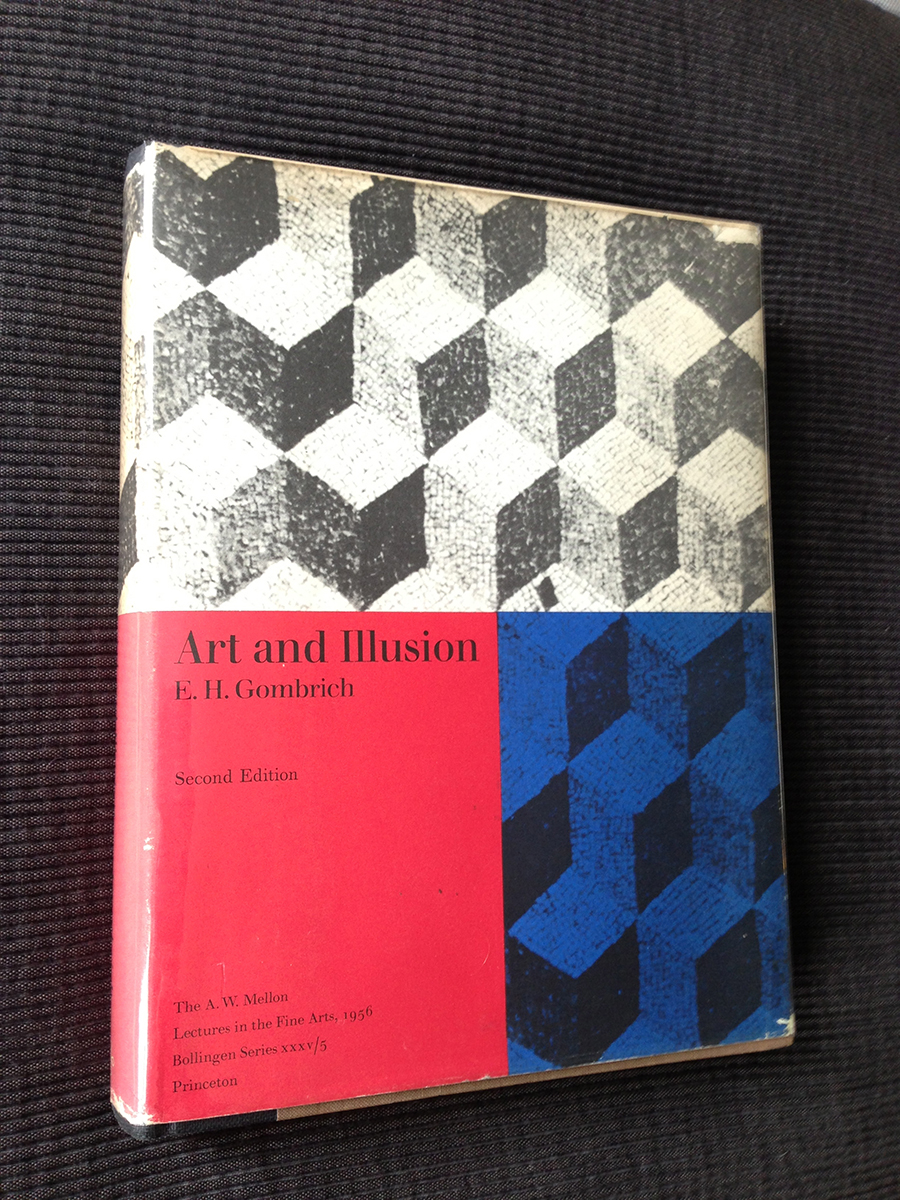 Art and Illusion
E. H. Gombrich
Second Edition
The A. W. Mellon
Lectures in the Fine Arts, 1956
Bollingen Series xxxv/5
Princeton